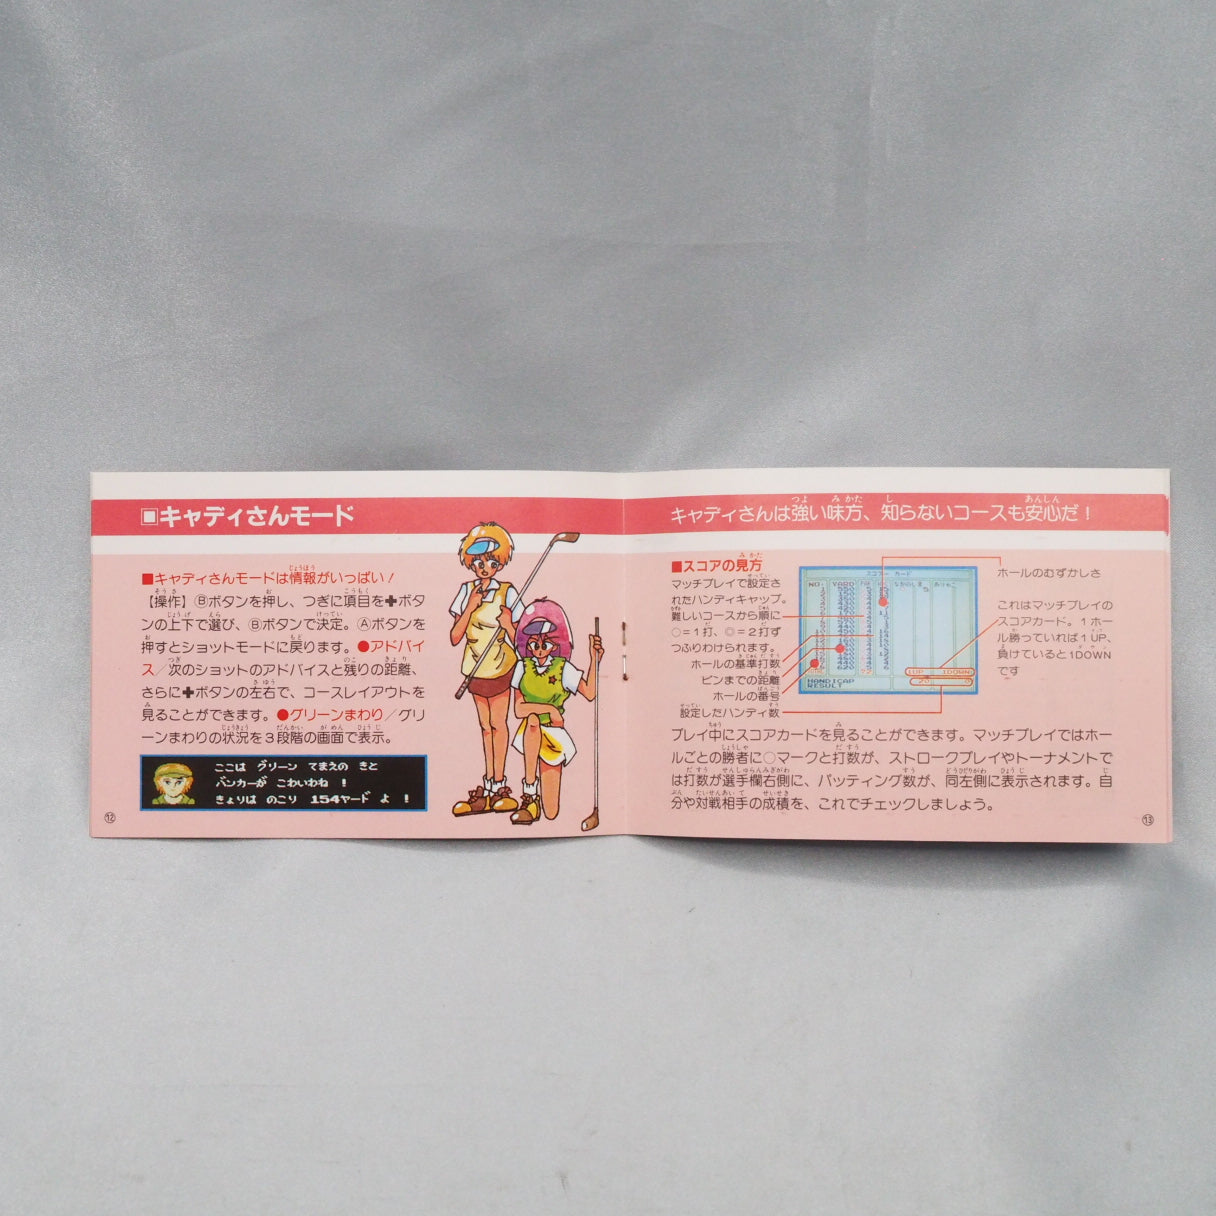 ▣キャディさんモード
■キャディさんモードは情報がいっぱい！
【操作】Ⓑボタンを押し、つぎに項目を✚ボタ
ンの上下で選び、Ⓑボタンで決定。Ⓐボタンを
押すとショットモードに戻ります。●アドバイ
ス／次のショットのアドバイスと残りの距離、
さらに✚ボタンの左右で、コースレイアウトを
見ることができます。●グリーンまわり／グリ
ーンまわりの状況を３段階の画面で表示。
ここは グリーン てまえの きと
バンカーが こわいわね ！
きょりは のこり 154ヤード よ ！
⑫
キャディさんは強い味方、知らないコースも安心だ！
■スコアの見方
マッチプレイで設定さ
れたハンディキャップ。
難しいコースから順に
○＝１打、◎＝２打ず
つふりわけられます。
ホールの基準打数
ピンまでの距離
ホールの番号
設定したハンディ数
スコアー カード
NO.
YARD
PAR
HANDICAP
RESULT
1UP
1DOWN
ホールのむずかしさ
これはマッチプレイの
スコアカード。１ホー
ル勝っていれば１UP、
負けていると1DOWN
です
プレイ中にスコアカードを見ることができます。マッチプレイではホー
ルごとの勝者に○マークと打数が、ストロークプレイやトーナメントで
は打数が選手欄右側に、パッティング数が、同左側に表示されます。自
分や対戦相手の成績を、これでチェックしましょう。
⑬